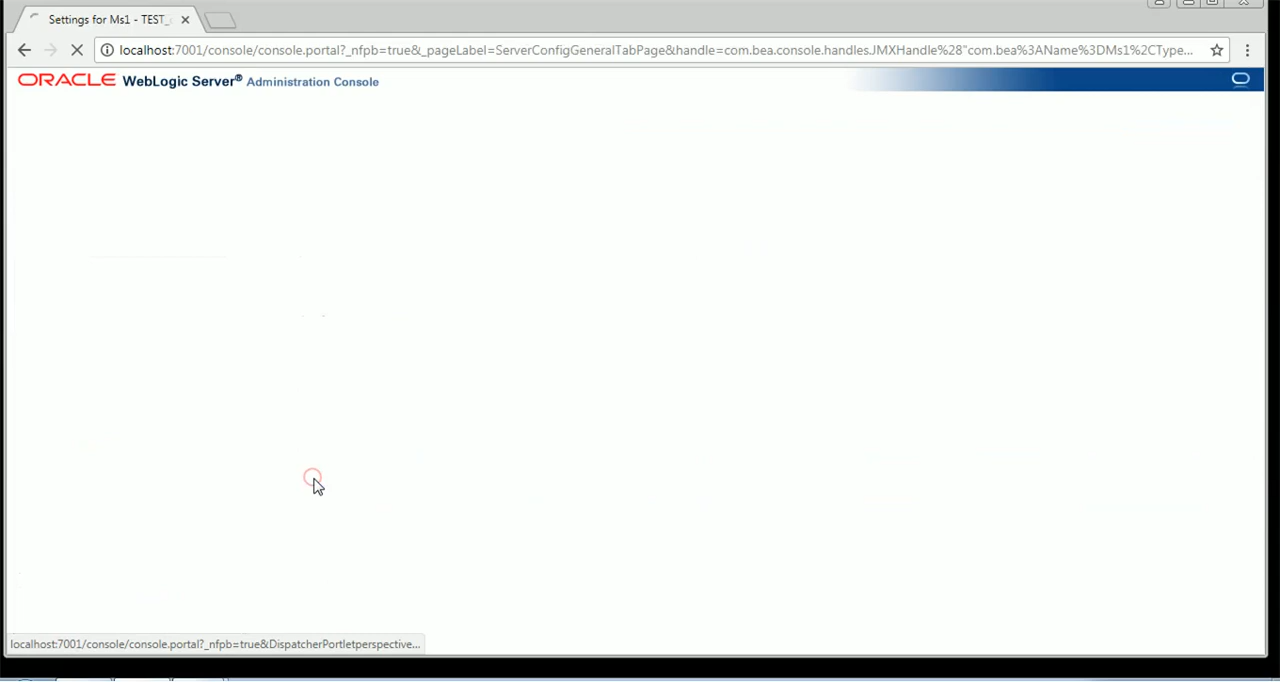 Settings for Ms1 - TEST_
localhost:7001/console/console.portal?_nfpb=true&_pageLabel=ServerConfigGeneralTabPage&handle=com.bea.console.handles.JMXHandle%28"com.bea%3AName%3DMs1%2CType...
ORACLE WebLogic Server® Administration Console
localhost:7001/console/console.portal?_nfpb=true&DispatcherPortletperspective...